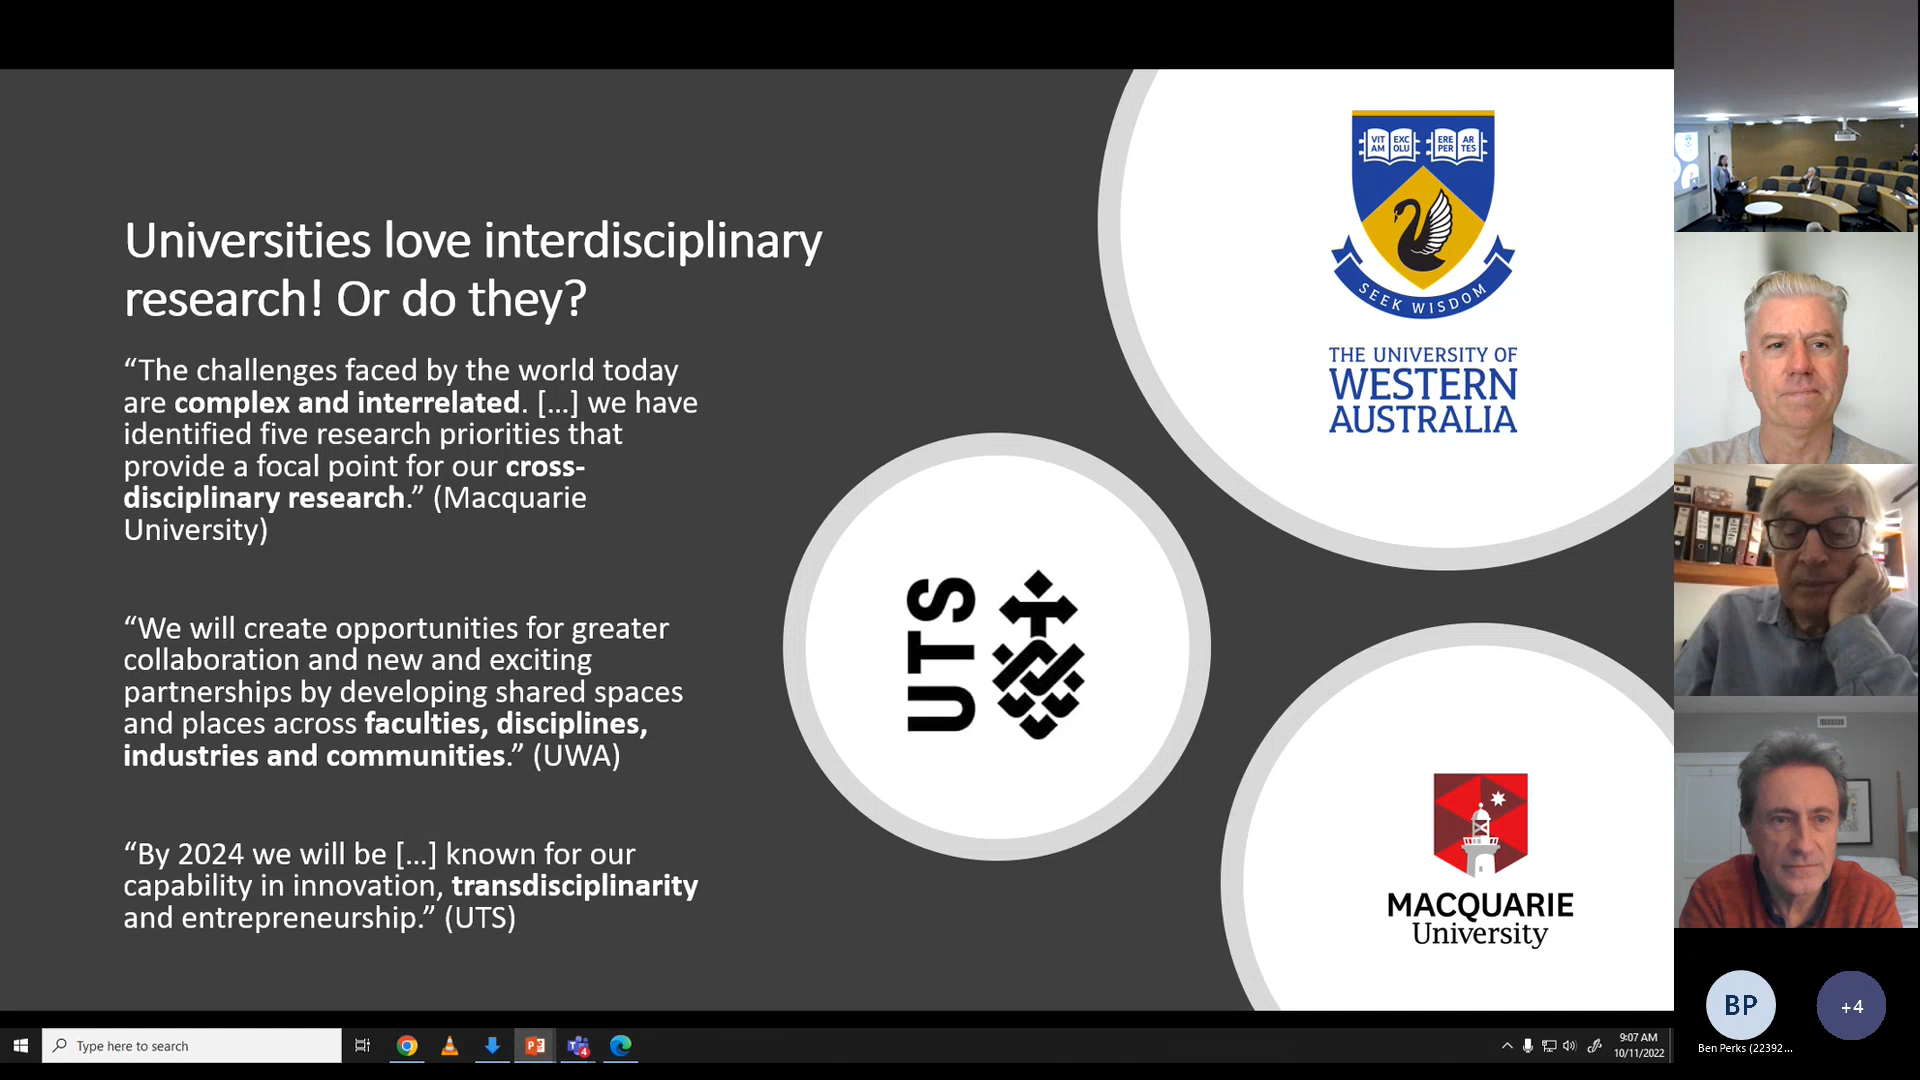 Universities love interdisciplinary
research! Or do they?
“The challenges faced by the world today
are complex and interrelated. [...] we have
identified five research priorities that
provide a focal point for our cross-
disciplinary research.” (Macquarie
University)
“We will create opportunities for greater
collaboration and new and exciting
partnerships by developing shared spaces
and places across faculties, disciplines,
industries and communities.” (UWA)
“By 2024 we will be [...] known for our
capability in innovation, transdisciplinarity
and entrepreneurship.” (UTS)
VIT AM EXC OLU ERE PER AR TES
SEEK WISDOM
THE UNIVERSITY OF
WESTERN
AUSTRALIA
UTS
MACQUARIE
University
BP
+4
Ben Perks (22392...
Type here to search
4
9:07 AM
10/11/2022